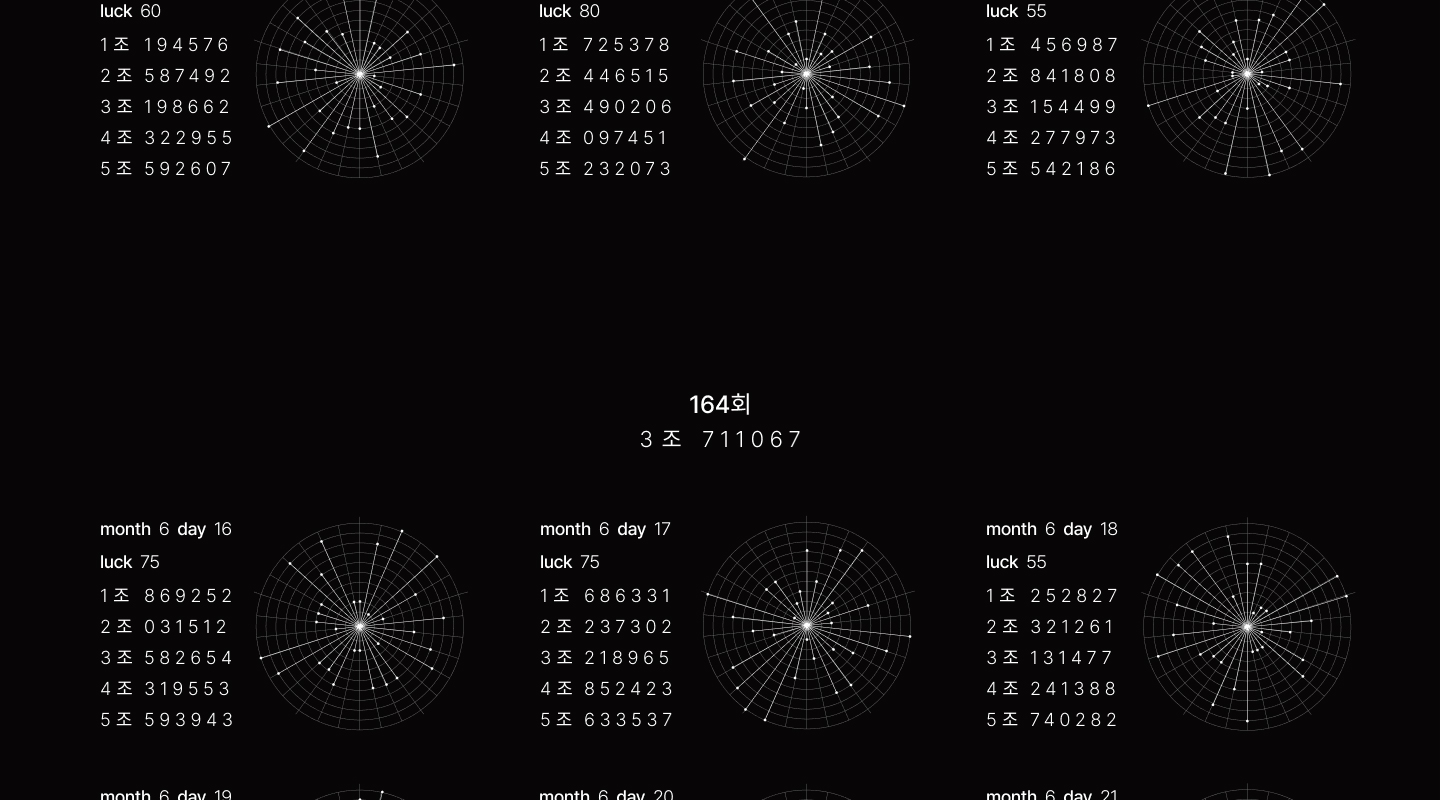 luck 60
1조 194576
2조 587492
3조 198662
4조 322955
5조 592607
luck 80
1조 725378
2조 446515
3조 490206
4조 097451
5조 232073
luck 55
1조 456987
2조 841808
3조 154499
4조 277973
5조 542186
164회
3 조 711067
month 6 day 16
luck 75
1조 869252
2조 031512
3조 582654
4조 319553
5조 593943
month 6 day 17
luck 75
1조 686331
2조 237302
3조 218965
4조 852423
5조 633537
month 6 day 18
luck 55
1조 252827
2조 321261
3조 131477
4조 241388
5조 740282
month 6 day 19
month 6 day 20
month 6 day 21